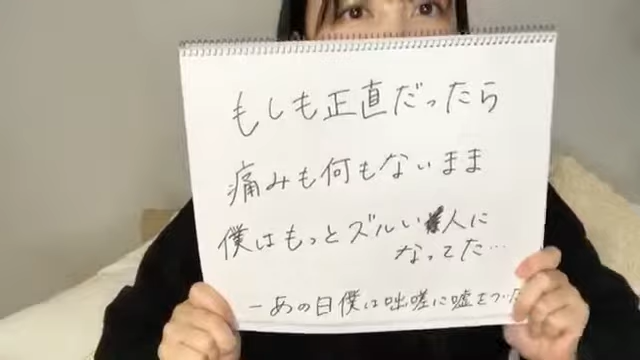 もしも正直だったら
痛みも何もないまま
僕はもっとズルい人に
なってた…
ーあの日僕は咄嗟に嘘をつい